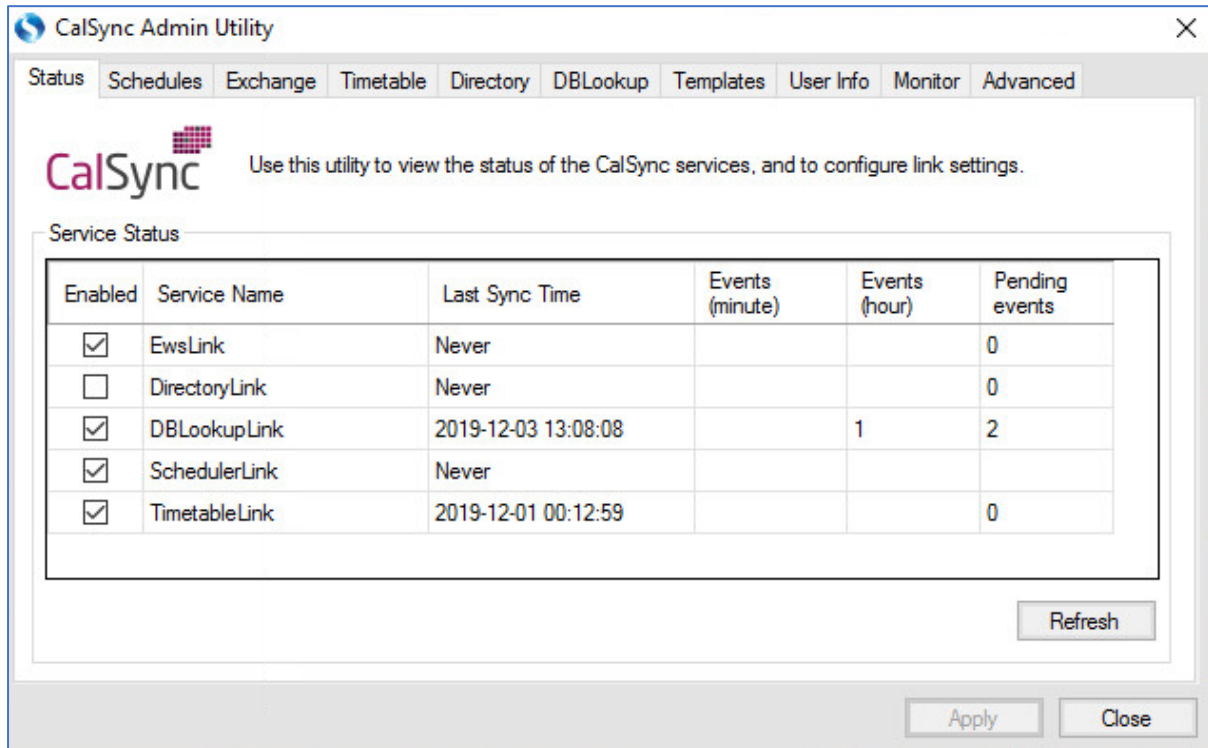 CalSync Admin Utility
Status Schedules Exchange Timetable Directory DBLookup Templates User Info Monitor Advanced
CalSync
Use this utility to view the status of the CalSync services, and to configure link settings.
Service Status
Enabled Service Name Last Sync Time Events (minute) Events (hour) Pending events
EwsLink Never 0
DirectoryLink Never 0
DBLookupLink 2019-12-03 13:08:08 1 2
SchedulerLink Never
TimetableLink 2019-12-01 00:12:59 0
Refresh
Apply Close